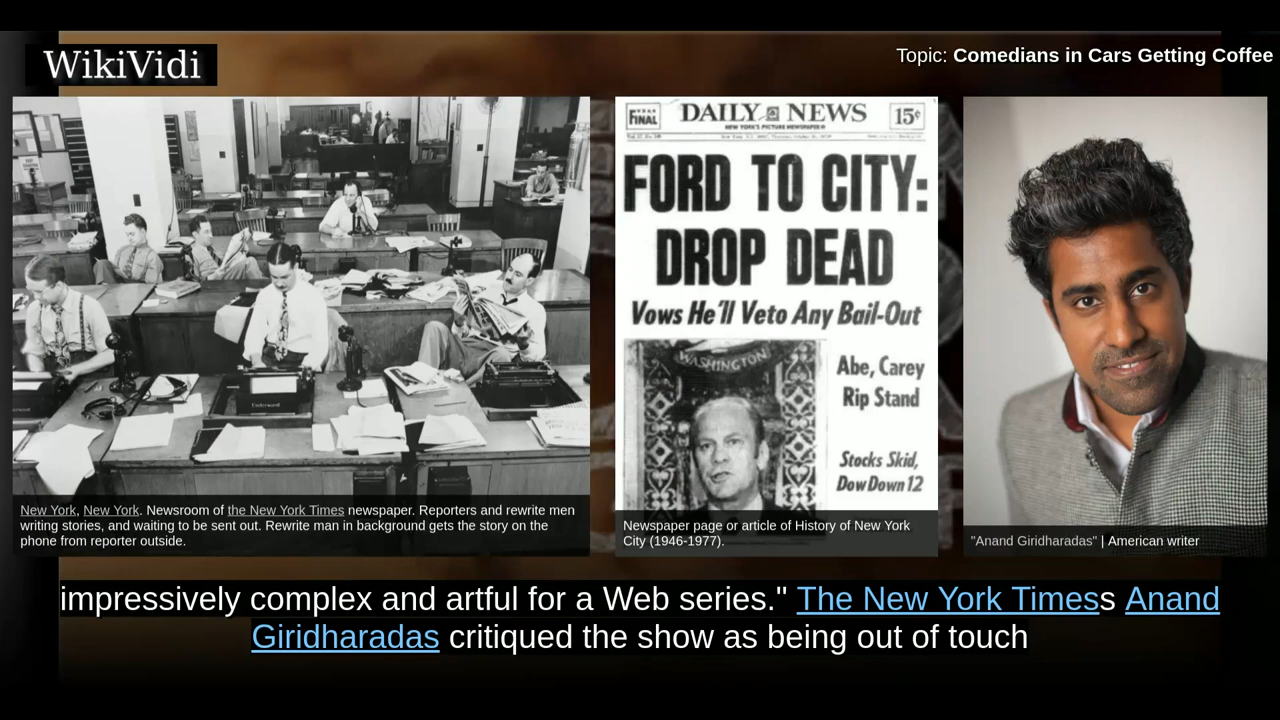 WikiVidi
Topic: Comedians in Cars Getting Coffee
FINAL
DAILY NEWS
15¢
NEW YORK'S PICTURE NEWSPAPER
FORD TO CITY:
DROP DEAD
Vows He'll Veto Any Bail-Out
WASHINGTON
Abe, Carey
Rip Stand
Stocks Skid,
Dow Down 12
Underwood
New York, New York. Newsroom of the New York Times newspaper. Reporters and rewrite men
writing stories, and waiting to be sent out. Rewrite man in background gets the story on the
phone from reporter outside.
Newspaper page or article of History of New York
City (1946-1977).
"Anand Giridharadas" | American writer
impressively complex and artful for a Web series." The New York Timess Anand
Giridharadas critiqued the show as being out of touch